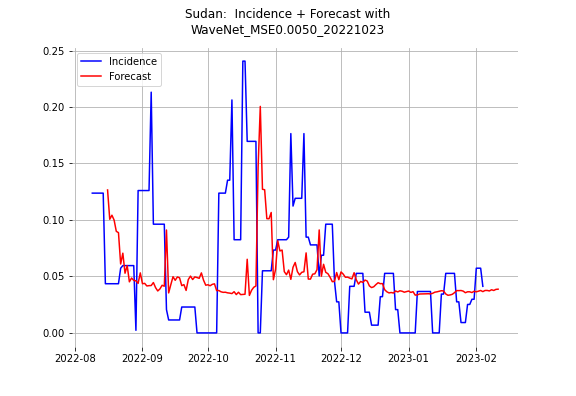 Sudan:  Incidence + Forecast with
WaveNet_MSE0.0050_20221023
0.25
Incidence
Forecast
0.20
0.15
0.10
0.05
0.00
2022-08 2022-09 2022-10 2022-11 2022-12 2023-01 2023-02